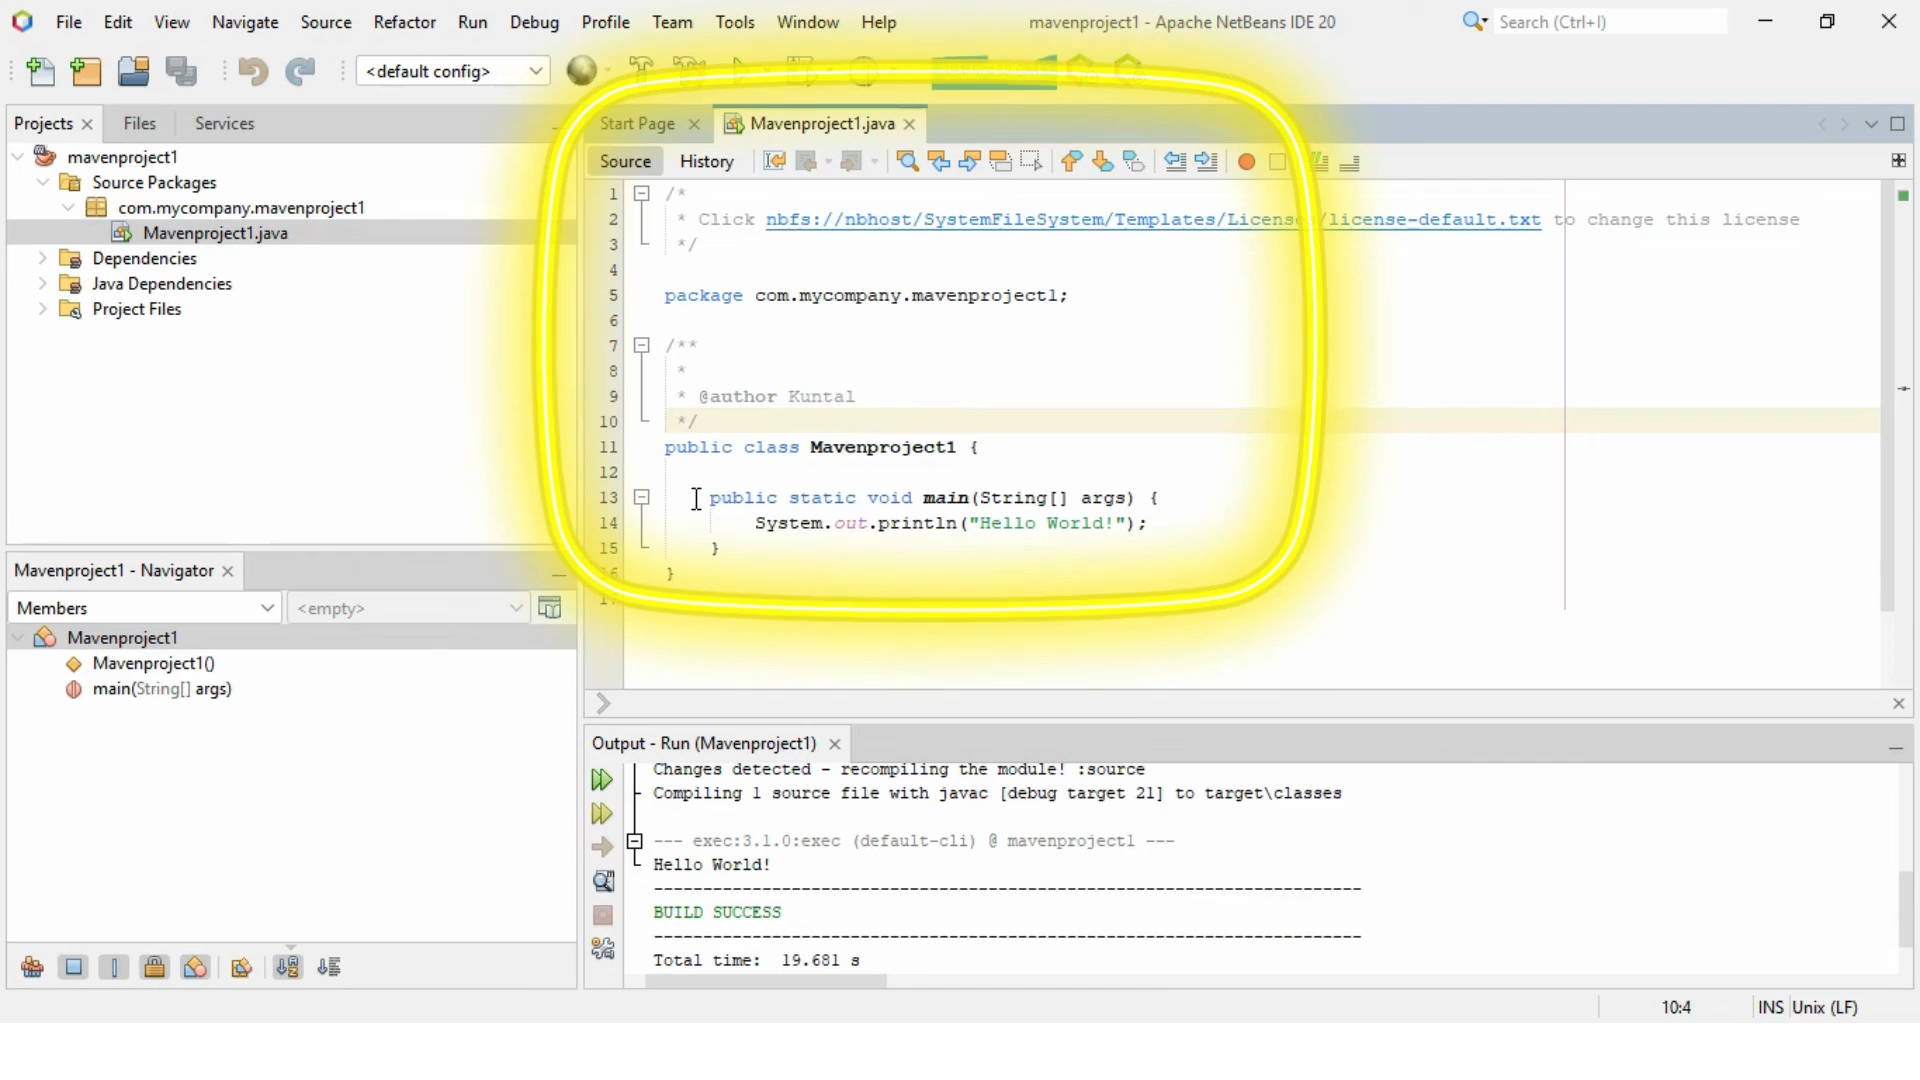 File Edit View Navigate Source Refactor Run Debug Profile Team Tools Window Help mavenproject1 - Apache NetBeans IDE 20 Search (Ctrl+I)
<default config>
Projects Files Services
mavenproject1
Source Packages
com.mycompany.mavenproject1
Mavenproject1.java
Dependencies
Java Dependencies
Project Files
Mavenproject1 - Navigator
Members <empty>
Mavenproject1
Mavenproject1()
main(String[] args)
Start Page Mavenproject1.java
Source History
1 /*
2 * Click nbfs://nbhost/SystemFileSystem/Templates/Licenses/license-default.txt to change this license
3 */
4
5 package com.mycompany.mavenproject1;
6
7 /**
8 *
9 * @author Kuntal
10 */
11 public class Mavenproject1 {
12
13 public static void main(String[] args) {
14 System.out.println("Hello World!");
15 }
16 }
17
Output - Run (Mavenproject1)
Changes detected - recompiling the module! :source
Compiling 1 source file with javac [debug target 21] to target\classes
--- exec:3.1.0:exec (default-cli) @ mavenproject1 ---
Hello World!
------------------------------------------------------------------------
BUILD SUCCESS
------------------------------------------------------------------------
Total time: 19.681 s
10:4 INS Unix (LF)